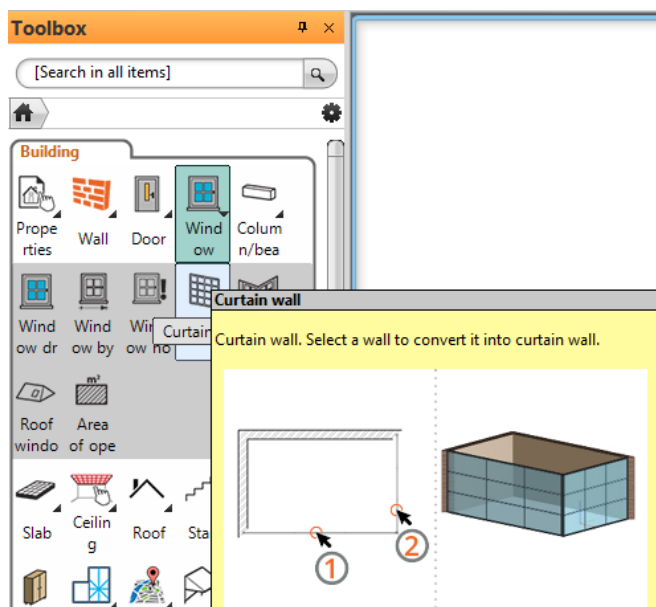 Toolbox
[Search in all items]
Building
Prope
rties
Wall
Door
Wind
ow
Colum
n/bea
Wind
ow dr
Wind
ow by
ow no
Curtain
Curtain wall
Curtain wall. Select a wall to convert it into curtain wall.
Roof
windo
m²
Area
of ope
Slab
Ceilin
g
Roof
Sta
1
2